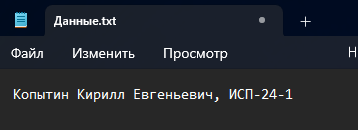 Данные.txt
Файл Изменить Просмотр Н
Копытин Кирилл Евгеньевич, ИСП-24-1